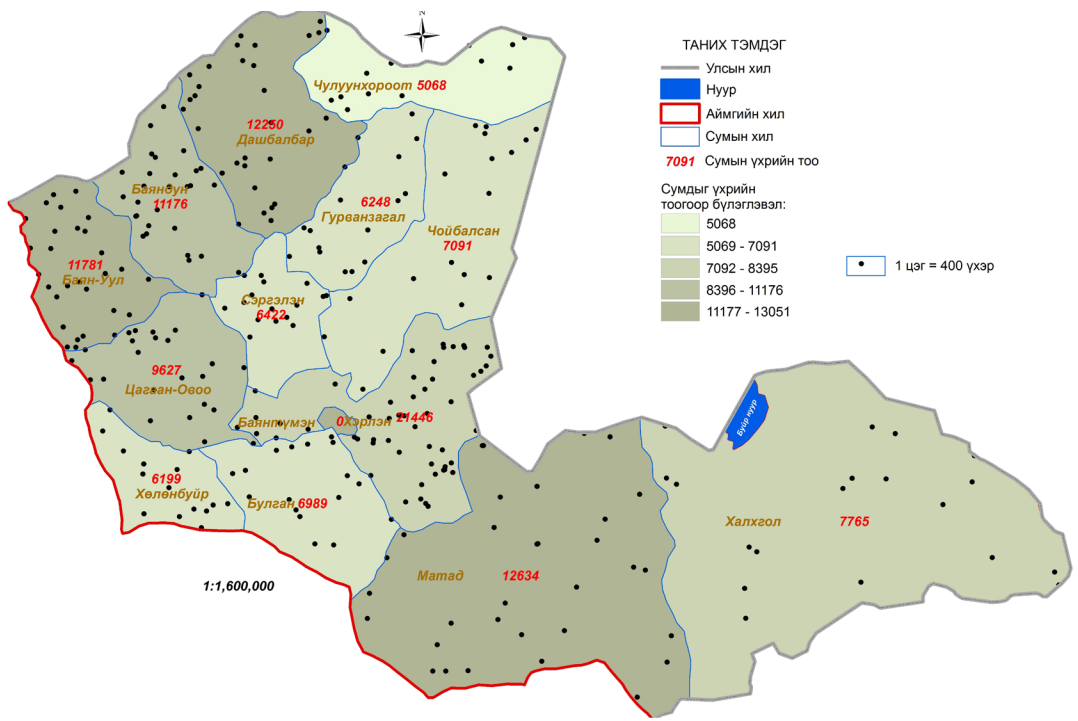 z
ТАНИХ ТЭМДЭГ
Улсын хил
Нуур
Аймгийн хил
Сумын хил
7091 Сумын үхрийн тоо
Сумдыг үхрийн
тоогоор бүлэглэвэл:
5068
5069 - 7091
7092 - 8395
8396 - 11176
11177 - 13051
1 цэг = 400 үхэр
Чулуунхороот 5068
12250
Дашбалбар
Баяндун
11176
6248
Гурванзагал
Чойбалсан
7091
11781
Баян-Уул
Сэргэлэн
6422
9627
Цагаан-Овоо
Баянтүмэн
0 Хэрлэн 21446
Буйр нуур
6199
Хөлөнбуйр
Булган 6989
Халхгол 7765
Матад 12634
1:1,600,000